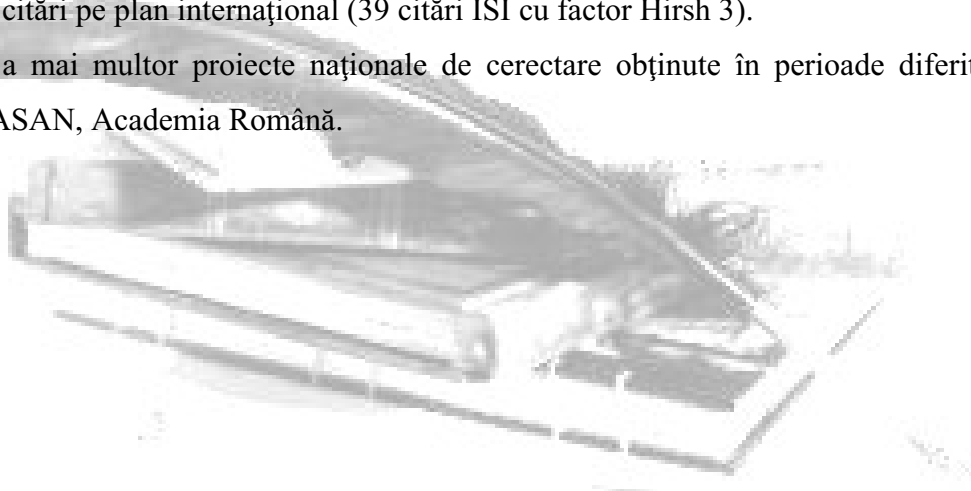 citări pe plan internaţional (39 citări ISI cu factor Hirsh 3).
a mai multor proiecte naţionale de cerectare obţinute în perioade
ASAN, Academia Română.